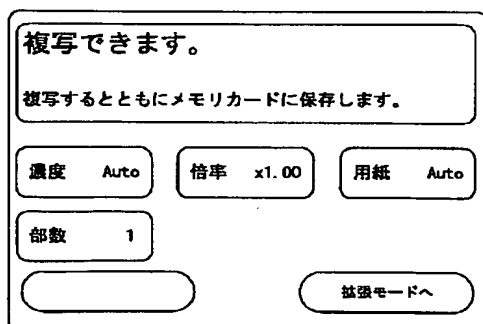 複写できます。
複写するとともにメモリカードに保存します。
濃度 Auto 倍率 x1.00 用紙 Auto
部数 1
拡張モードへ